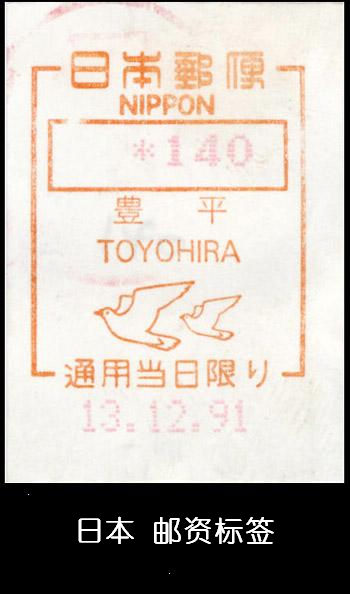 日本郵便
NIPPON
*140
豊 平
TOYOHIRA
通用当日限り
13.12.91
日本 邮资标签